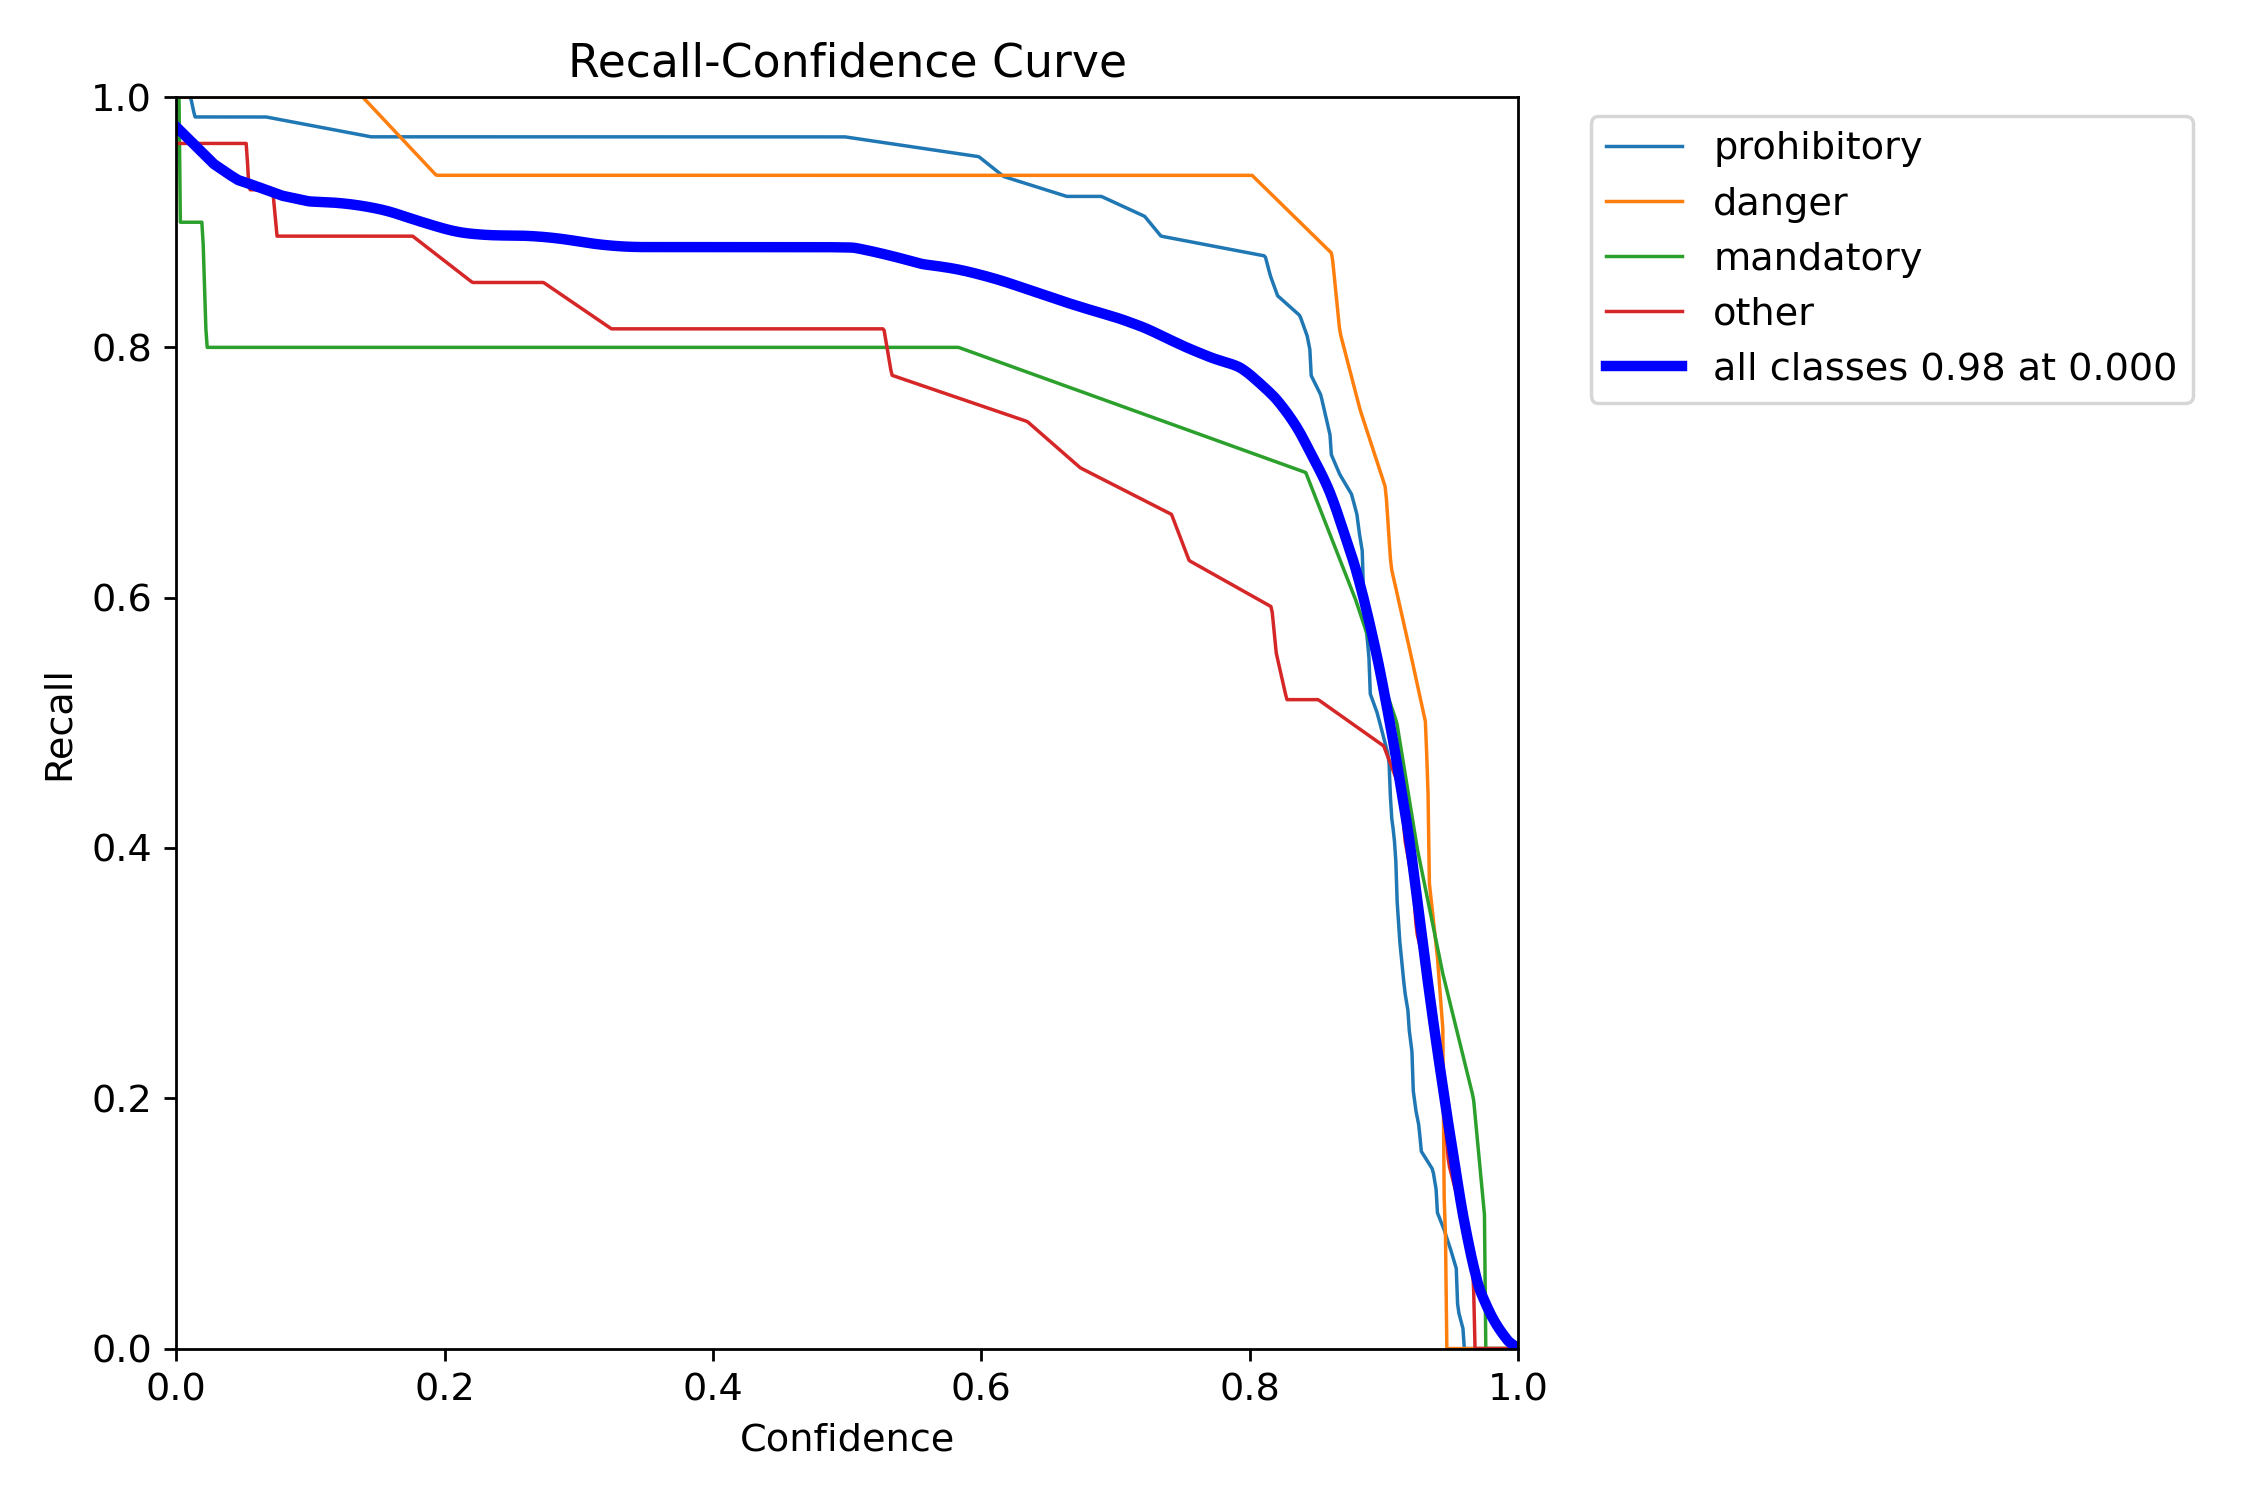 Recall-Confidence Curve
1.0
0.8
0.6
0.4
0.2
0.0
Recall
0.0 0.2 0.4 0.6 0.8 1.0
Confidence
prohibitory
danger
mandatory
other
all classes 0.98 at 0.000